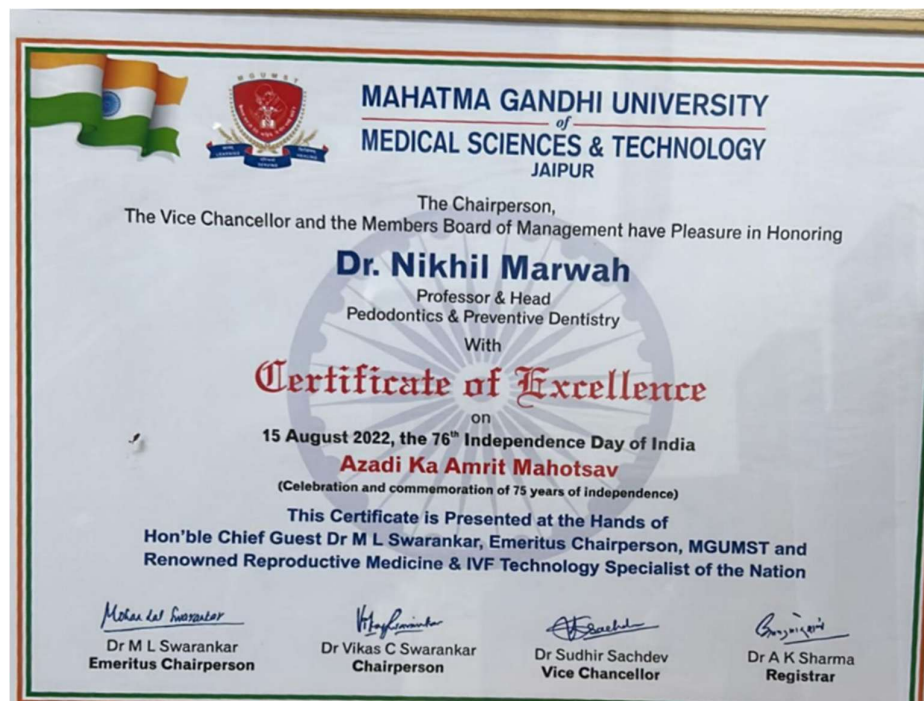 MGUMST
MAHATMA GANDHI UNIVERSITY
of
MEDICAL SCIENCES & TECHNOLOGY
JAIPUR
The Chairperson,
The Vice Chancellor and the Members Board of Management have Pleasure in Honoring
Dr. Nikhil Marwah
Professor & Head
Pedodontics & Preventive Dentistry
With
Certificate of Excellence
on
15 August 2022, the 76th Independence Day of India
Azadi Ka Amrit Mahotsav
(Celebration and commemoration of 75 years of independence)
This Certificate is Presented at the Hands of
Hon'ble Chief Guest Dr M L Swarankar, Emeritus Chairperson, MGUMST and
Renowned Reproductive Medicine & IVF Technology Specialist of the Nation
Mohan Lal Swarankar
Dr M L Swarankar
Emeritus Chairperson
Dr Vikas C Swarankar
Chairperson
Dr Sudhir Sachdev
Vice Chancellor
Dr A K Sharma
Registrar